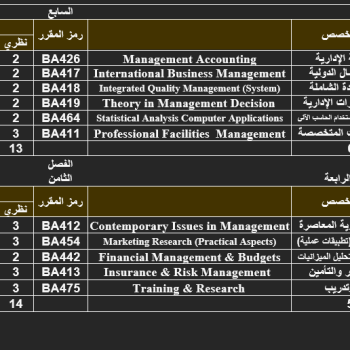 السابع
نظري رمز المقرر خصص
2 BA426 Management Accounting الإدارية
2 BA417 International Business Management ال الدولية
2 BA418 Integrated Quality Management (System) ة الشاملة
2 BA419 Theory in Management Decision رات الإدارية
2 BA464 Statistical Analysis Computer Applications ستخدام الحاسب الآلي
3 BA411 Professional Facilities Management المتخصصة
13
الفصل الرابعة
الثامن
نظري رمز المقرر خصص
3 BA412 Contemporary Issues in Management ية المعاصرة
3 BA454 Marketing Research (Practical Aspects) (تطبيقات عملية)
2 BA442 Financial Management & Budgets تحليل الميزانيات
3 BA413 Insurance & Risk Management ر والتأمين
3 BA475 Training & Research تدريب
14